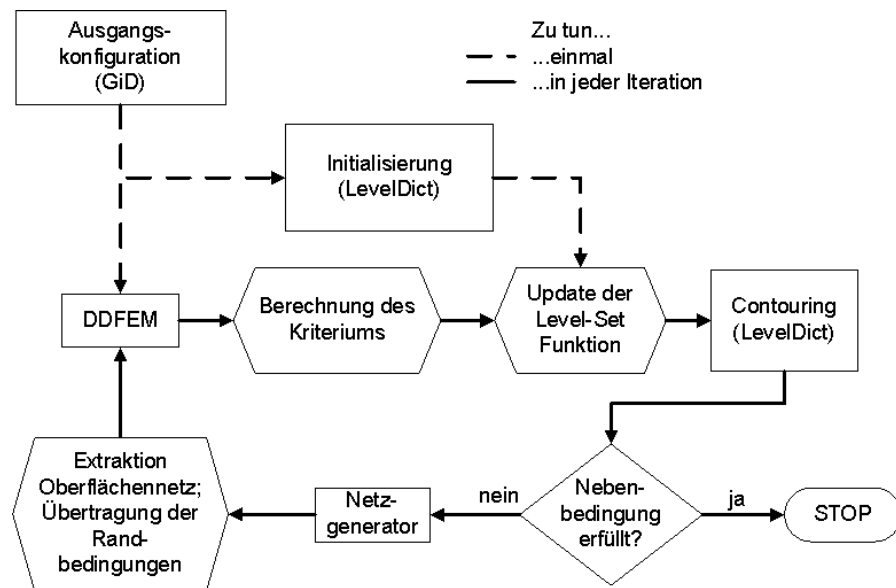 Ausgangs-
konfiguration
(GiD)
Zu tun...
...einmal
...in jeder Iteration
Initialisierung
(LevelDict)
DDFEM
Berechnung des
Kriteriums
Update der
Level-Set
Funktion
Contouring
(LevelDict)
Extraktion
Oberflächennetz;
Übertragung der
Rand-
bedingungen
Netz-
generator
nein
Neben-
bedingung
erfüllt?
ja
STOP